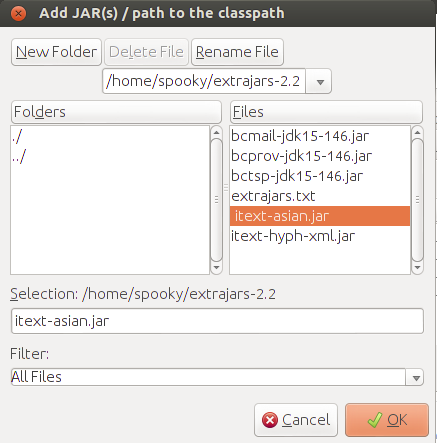 Add JAR(s) / path to the classpath
New Folder Delete File Rename File
/home/spooky/extrajars-2.2
Folders Files
./
../
bcmail-jdk15-146.jar
bcprov-jdk15-146.jar
bctsp-jdk15-146.jar
extrajars.txt
itext-asian.jar
itext-hyph-xml.jar
Selection: /home/spooky/extrajars-2.2
itext-asian.jar
Filter:
All Files
Cancel OK